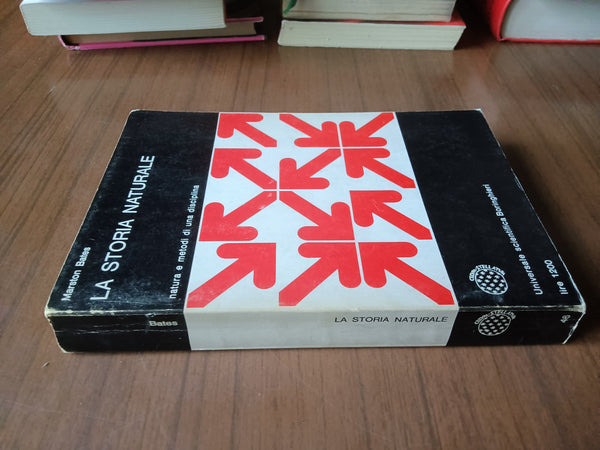 Marston Bates
LA STORIA NATURALE
natura e metodi di una disciplina
Universale scientifica Boringhieri
lire 1200
Bates
LA STORIA NATURALE